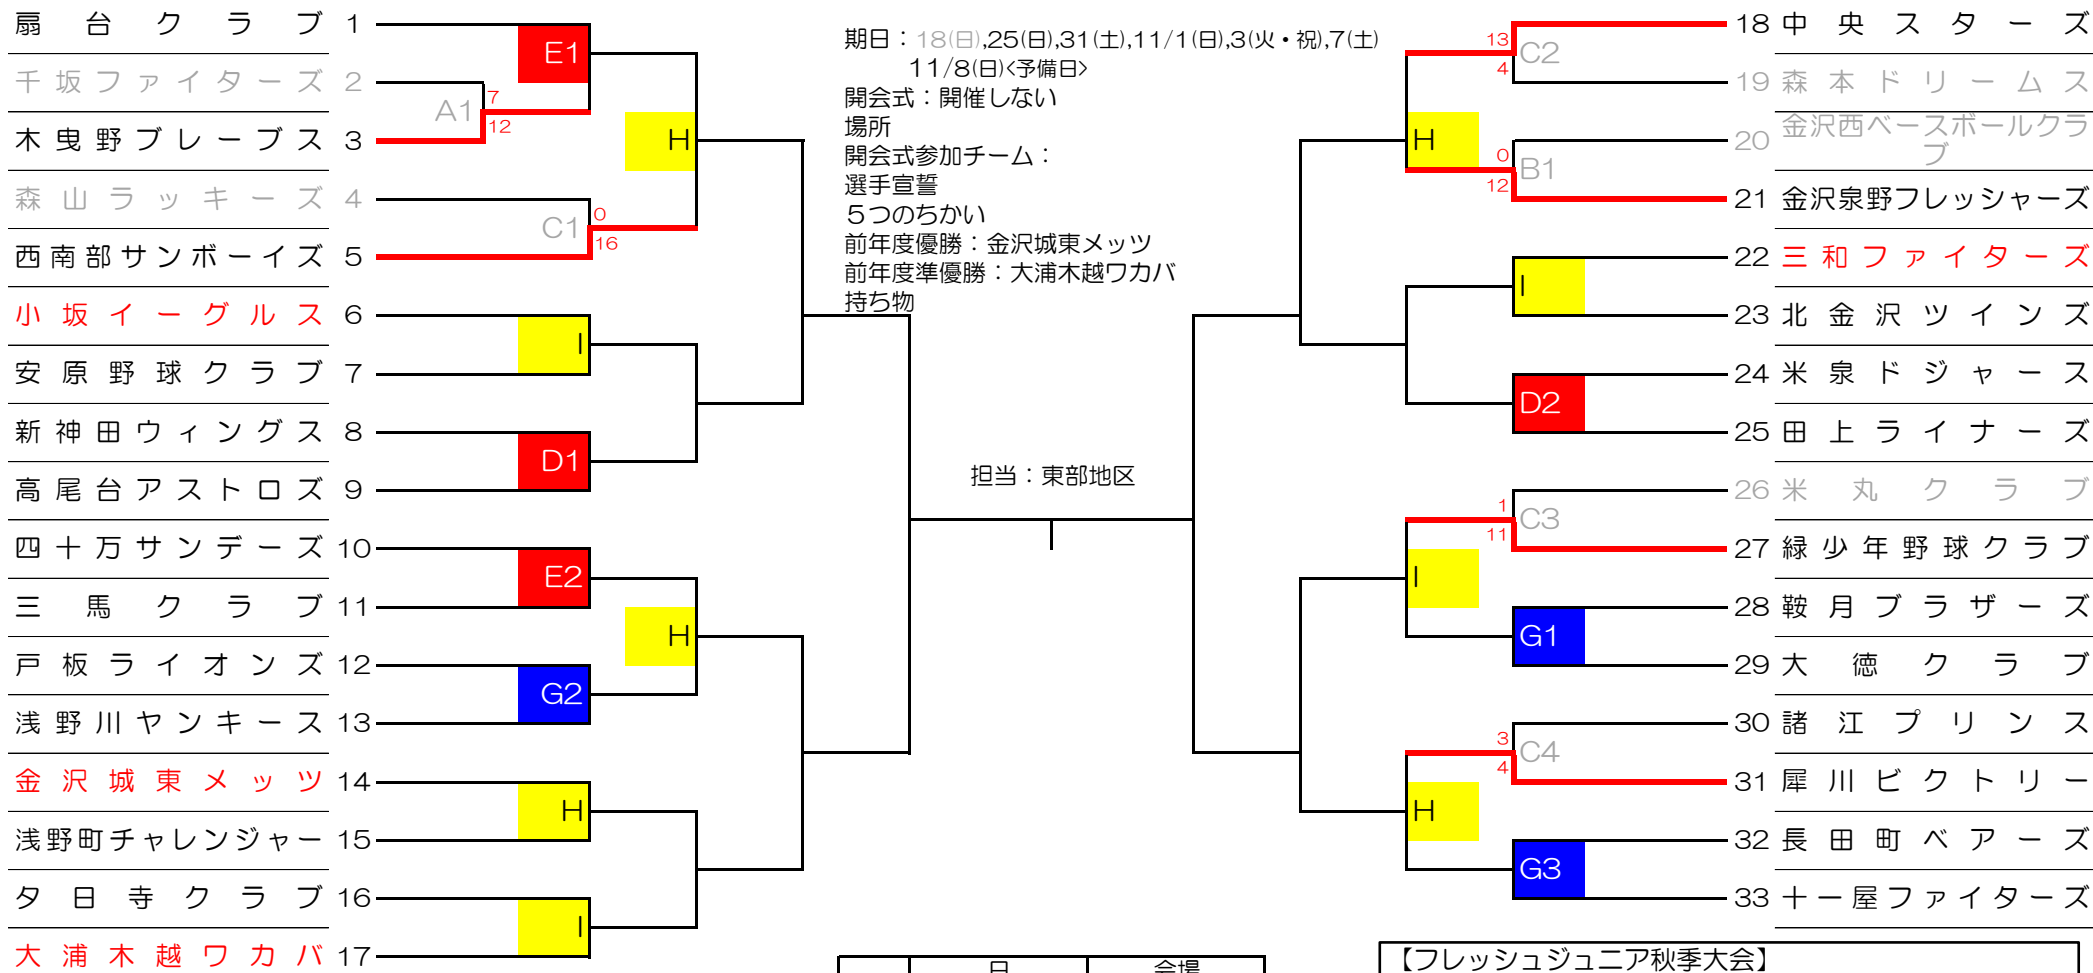 扇台クラブ 1
千坂ファイターズ 2
木曳野ブレーブス 3
森山ラッキーズ 4
西南部サンボーイズ 5
小坂イーグルス 6
安原野球クラブ 7
新神田ウィングス 8
高尾台アストロズ 9
四十万サンデーズ 10
三馬クラブ 11
戸板ライオンズ 12
浅野川ヤンキース 13
金沢城東メッツ 14
浅野町チャレンジャー 15
夕日寺クラブ 16
大浦木越ワカバ 17
E1
A1
7
12
H
C1
0
16
I
D1
E2
H
G2
H
I
期日：18(日),25(日),31(土),11/1(日),3(火・祝),7(土)
11/8(日)<予備日>
開会式：開催しない
場所
開会式参加チーム：
選手宣誓
5つのちかい
前年度優勝：金沢城東メッツ
前年度準優勝：大浦木越ワカバ
持ち物
担当：東部地区
13
4
C2
H
0
12
B1
I
D2
1
11
C3
I
G1
3
4
C4
H
G3
18 中央スターズ
19 森本ドリームス
20 金沢西ベースボールクラ
ブ
21 金沢泉野フレッシャーズ
22 三和ファイターズ
23 北金沢ツインズ
24 米泉ドジャース
25 田上ライナーズ
26 米丸クラブ
27 緑少年野球クラブ
28 鞍月ブラザーズ
29 大徳クラブ
30 諸江プリンス
31 犀川ビクトリー
32 長田町ベアーズ
33 十一屋ファイターズ
日 会場
【フレッシュジュニア秋季大会】